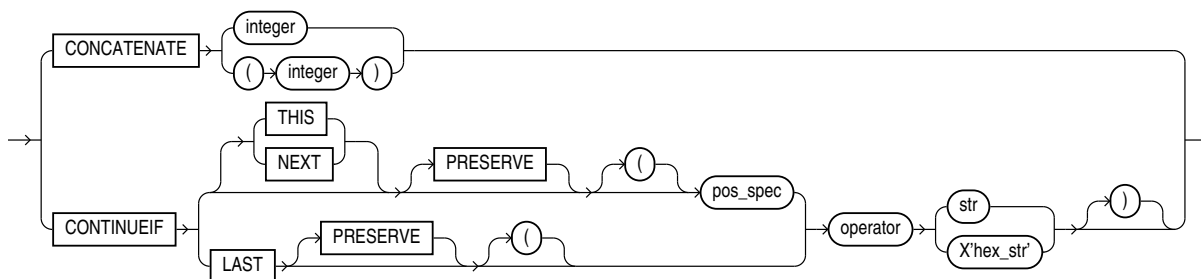 integer
CONCATENATE
( integer )
THIS
NEXT
PRESERVE
(
pos_spec
CONTINUEIF
operator
str
X'hex_str'
)
LAST
PRESERVE
(